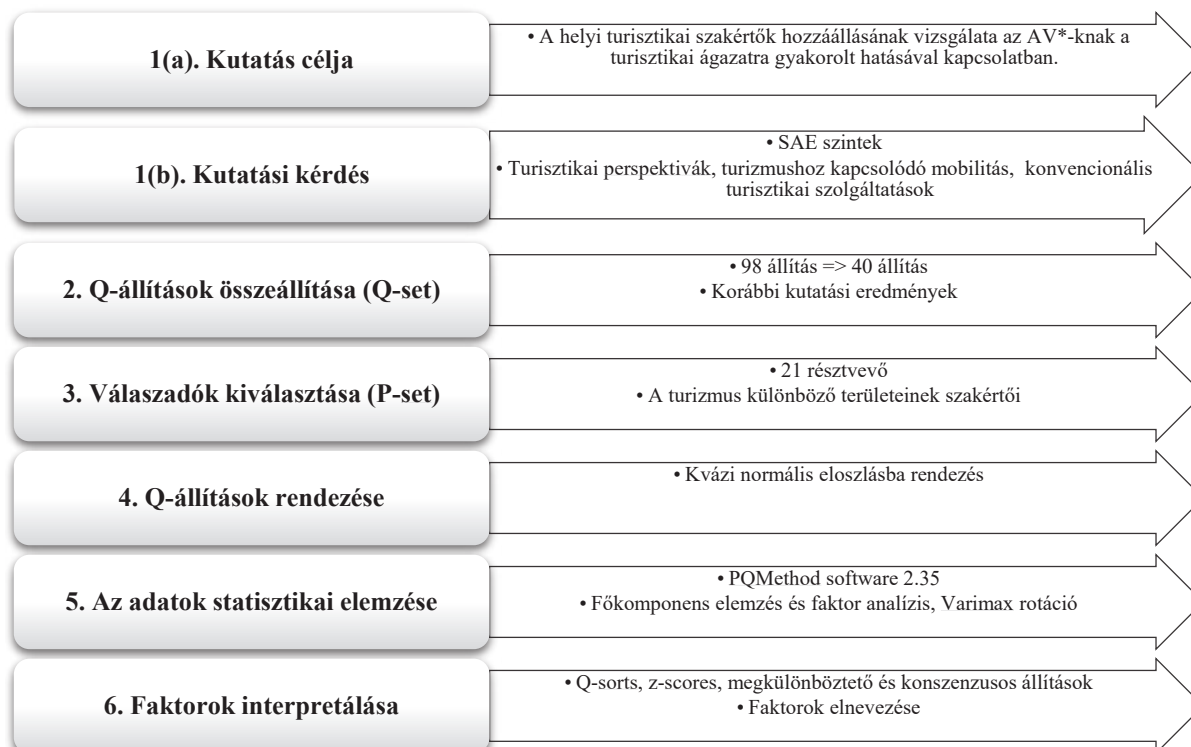 1(a). Kutatás célja
• A helyi turisztikai szakértők hozzáállásának vizsgálata az AV*-knak a
turisztikai ágazatra gyakorolt hatásával kapcsolatban.
1(b). Kutatási kérdés
• SAE szintek
• Turisztikai perspektívák, turizmushoz kapcsolódó mobilitás, konvencionális
turisztikai szolgáltatások
2. Q-állítások összeállítása (Q-set)
• 98 állítás => 40 állítás
• Korábbi kutatási eredmények
3. Válaszadók kiválasztása (P-set)
• 21 résztvevő
• A turizmus különböző területeinek szakértői
4. Q-állítások rendezése
• Kvázi normális eloszlásba rendezés
5. Az adatok statisztikai elemzése
• PQMethod software 2.35
• Főkomponens elemzés és faktor analízis, Varimax rotáció
6. Faktorok interpretálása
• Q-sorts, z-scores, megkülönböztető és konszenzusos állítások
• Faktorok elnevezése